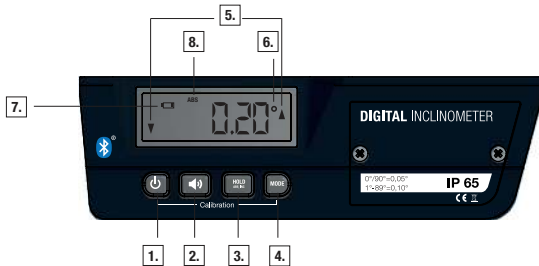 5.
8.
6.
7.
ABS
0.20°
DIGITAL INCLINOMETER
HOLD
MODE
Calibration
0°/90°=0,05°
1°-89°=0,10°
IP 65
CE
1.
2.
3.
4.